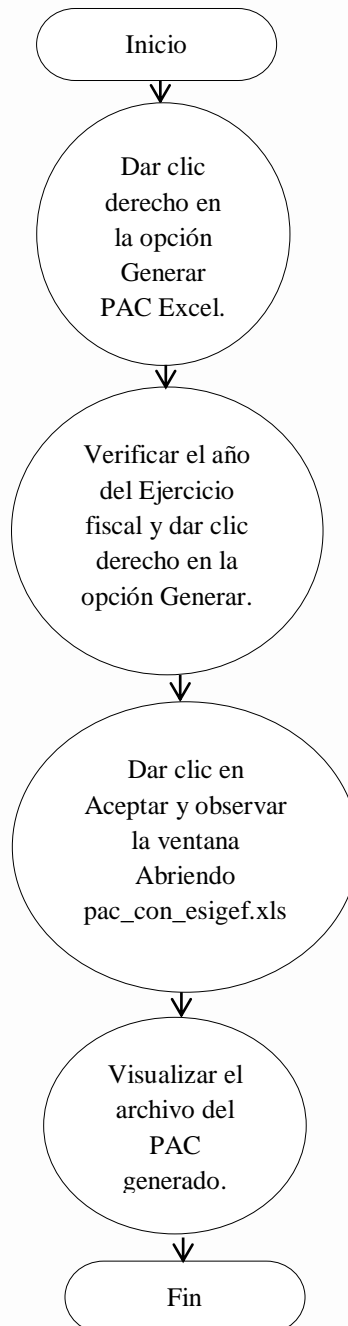 Inicio
Dar clic
derecho en
la opción
Generar
PAC Excel.
Verificar el año
del Ejercicio
fiscal y dar clic
derecho en la
opción Generar.
Dar clic en
Aceptar y observar
la ventana
Abriendo
pac_con_esigef.xls
Visualizar el
archivo del
PAC
generado.
Fin